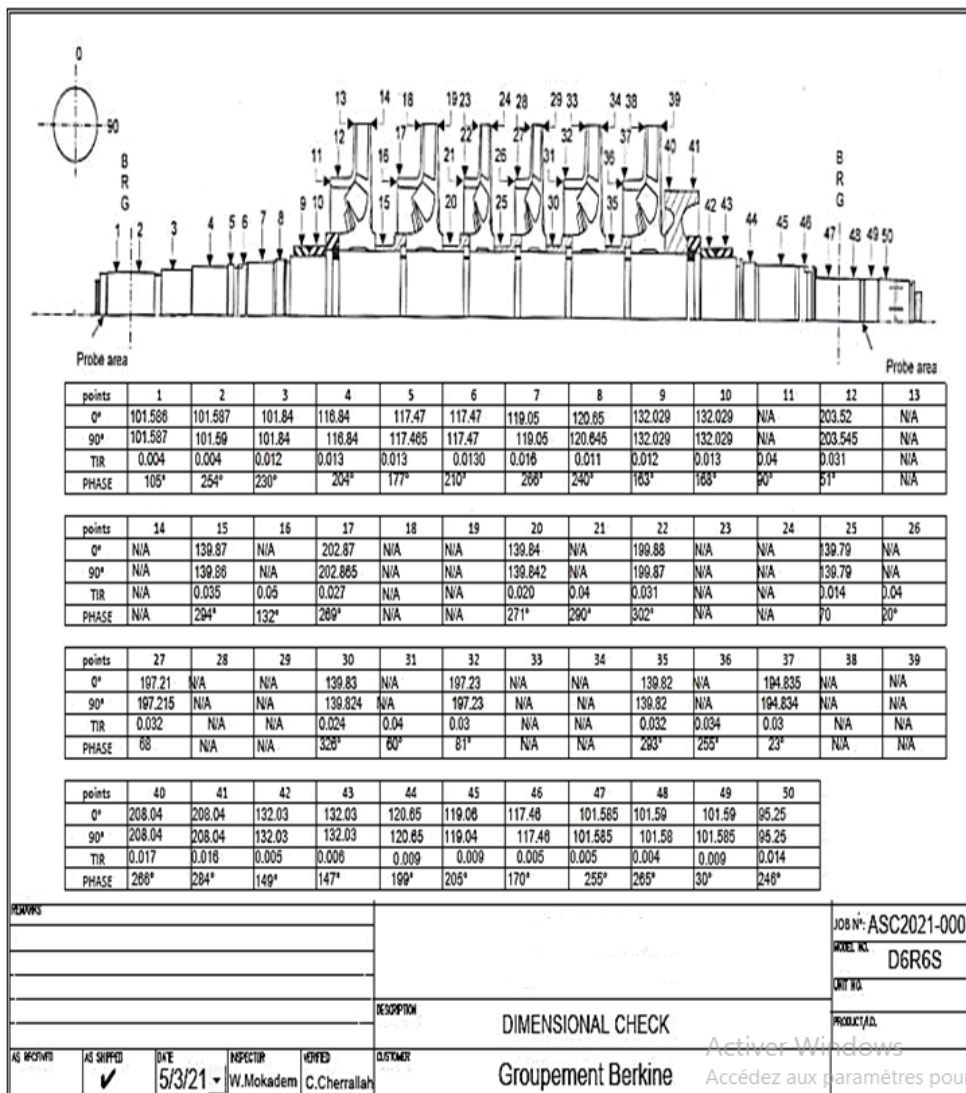 0
90
13 14 18 19 23 24 28 29 33 34 38 39
12 17 22 27 32 37 40 41
11 16 21 26 31 36
9 10 15 20 25 30 35 42 43
BRG BRG
1 2 3 4 5 6 7 8 44 45 46 47 48 49 50
Probe area Probe area
points 1 2 3 4 5 6 7 8 9 10 11 12 13
0° 101.586 101.587 101.84 116.84 117.47 117.47 119.05 120.65 132.029 132.029 N/A 203.52 N/A
90° 101.587 101.59 101.84 116.84 117.465 117.47 119.05 120.645 132.029 132.029 N/A 203.545 N/A
TIR 0.004 0.004 0.012 0.013 0.013 0.0130 0.016 0.011 0.012 0.013 0.04 0.031 N/A
PHASE 105° 254° 230° 204° 177° 210° 266° 240° 163° 168° 90° 51° N/A
points 14 15 16 17 18 19 20 21 22 23 24 25 26
0° N/A 139.87 N/A 202.87 N/A N/A 139.84 N/A 199.88 N/A N/A 139.79 N/A
90° N/A 139.86 N/A 202.865 N/A N/A 139.842 N/A 199.87 N/A N/A 139.79 N/A
TIR N/A 0.035 0.05 0.027 N/A N/A 0.020 0.04 0.031 N/A N/A 0.014 0.04
PHASE N/A 294° 132° 269° N/A N/A 271° 290° 302° N/A N/A 70 20°
points 27 28 29 30 31 32 33 34 35 36 37 38 39
0° 197.21 N/A N/A 139.83 N/A 197.23 N/A N/A 139.82 N/A 194.835 N/A N/A
90° 197.215 N/A N/A 139.824 N/A 197.23 N/A N/A 139.82 N/A 194.834 N/A N/A
TIR 0.032 N/A N/A 0.024 0.04 0.03 N/A N/A 0.032 0.034 0.03 N/A N/A
PHASE 68 N/A N/A 326° 60° 81° N/A N/A 293° 255° 23° N/A N/A
points 40 41 42 43 44 45 46 47 48 49 50
0° 208.04 208.04 132.03 132.03 120.65 119.06 117.46 101.585 101.59 101.59 95.25
90° 208.04 208.04 132.03 132.03 120.65 119.04 117.46 101.585 101.58 101.585 95.25
TIR 0.017 0.016 0.005 0.006 0.009 0.009 0.005 0.005 0.004 0.009 0.014
PHASE 266° 284° 149° 147° 199° 205° 170° 255° 265° 30° 246°
REMARKS
JOB N°: ASC2021-000
MODEL NO.
D6R6S
UNIT NO.
DESCRIPTION
DIMENSIONAL CHECK
PRODUCT/I.D.
AS RECEIVED AS SHIPPED DATE INSPECTER VERIFIED CUSTOMER
✓ 5/3/21 W.Mokadem C.Cherrallah Groupement Berkine
Activer Windows
Accédez aux paramètres pour